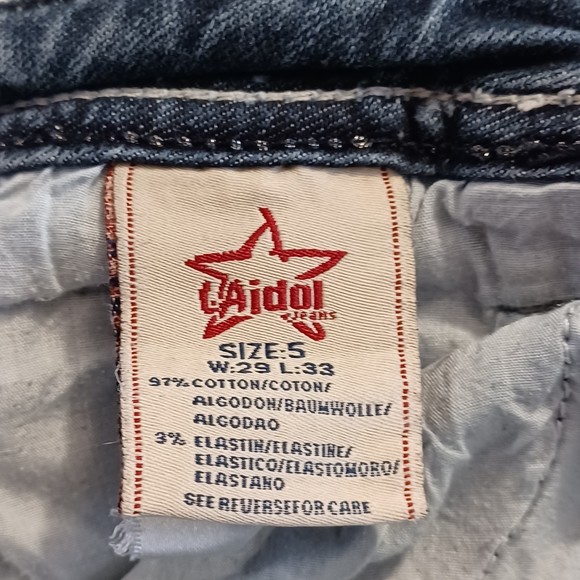 L.A idol
Jeans
SIZE:5
W:29 L:33
97% COTTON/COTON/
ALGODON/BAUMWOLLE/
ALGODAO
3% ELASTIN/ELASTINE/
ELASTICO/ELASTOMORO/
ELASTANO
SEE REVERSEFOR CARE